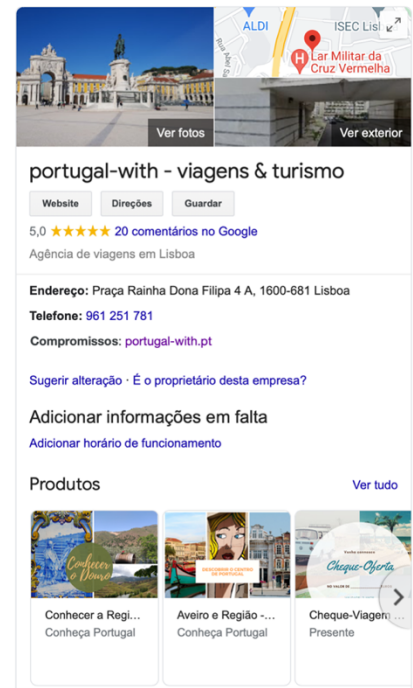 ALDI
ISEC Lis
Rua Alex
Lar Militar da
Cruz Vermelha
Ver fotos
Ver exterior
portugal-with - viagens & turismo
Website
Direções
Guardar
5,0 ★★★★★ 20 comentários no Google
Agência de viagens em Lisboa
Endereço: Praça Rainha Dona Filipa 4 A, 1600-681 Lisboa
Telefone: 961 251 781
Compromissos: portugal-with.pt
Sugerir alteração · É o proprietário desta empresa?
Adicionar informações em falta
Adicionar horário de funcionamento
Produtos
Ver tudo
Conhecer
o Douro
DESCOBRIR O CENTRO
DE PORTUGAL
Cheque-Oferta
Conhecer a Regi...
Aveiro e Região -...
Cheque-Viagem ...
Conheça Portugal
Conheça Portugal
Presente